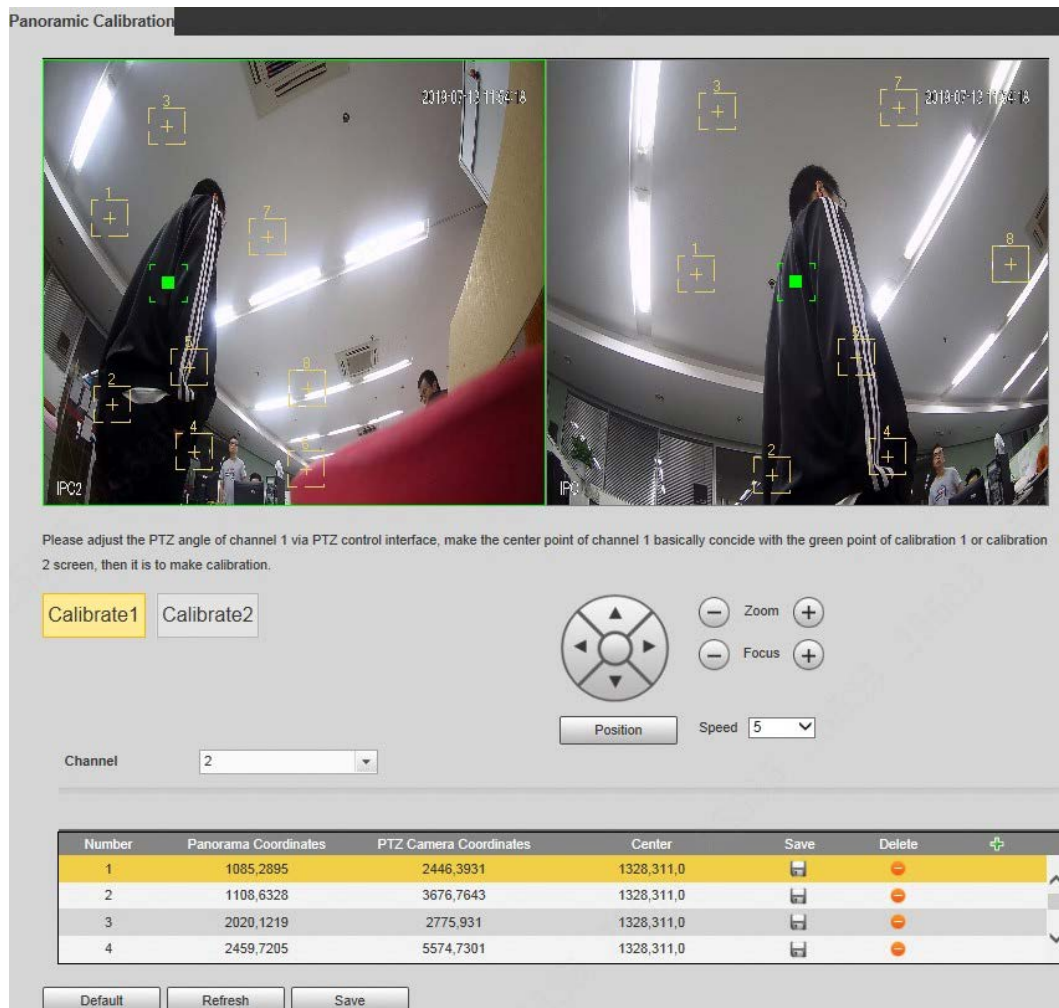 Panoramic Calibration
3
2019-07-13 11:54:18
1
7
5
8
2
4
6
IPC2
3
7
2019-07-13 11:54:18
1
8
5
2
4
IPC
Please adjust the PTZ angle of channel 1 via PTZ control interface, make the center point of channel 1 basically concide with the green point of calibration 1 or calibration
2 screen, then it is to make calibration.
Calibrate1 Calibrate2
Zoom
Focus
Position Speed 5
Channel 2
Number Panorama Coordinates PTZ Camera Coordinates Center Save Delete
1 1085,2895 2446,3931 1328,311,0
2 1108,6328 3676,7643 1328,311,0
3 2020,1219 2775,931 1328,311,0
4 2459,7205 5574,7301 1328,311,0
Default Refresh Save